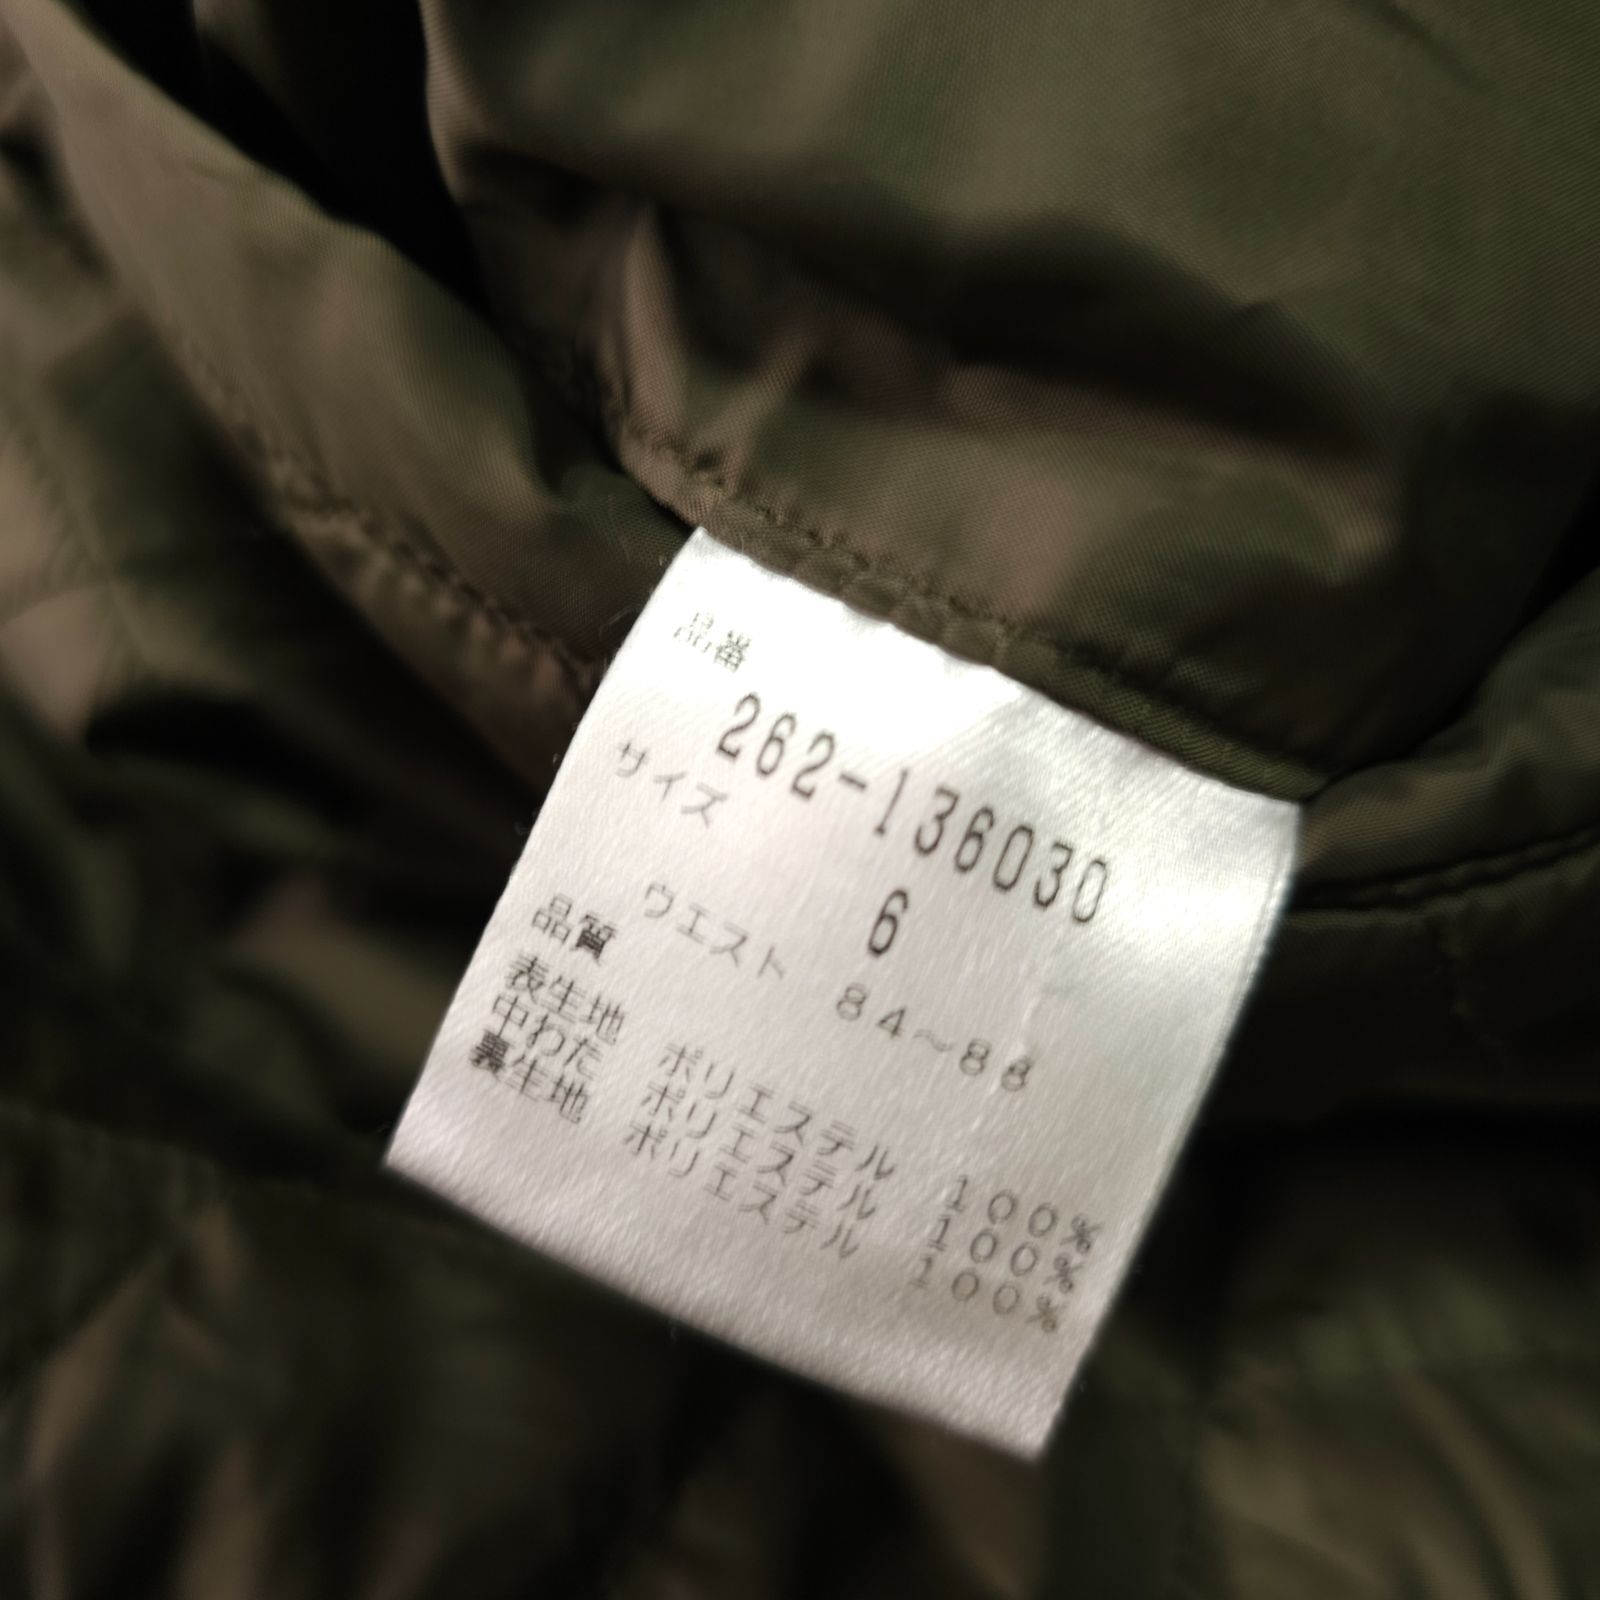 品番
262-136030
サイズ 6
ウエスト 84～88
品質
表生地 ポリエステル 100%
中わた ポリエステル 100%
裏生地 ポリエステル 100%